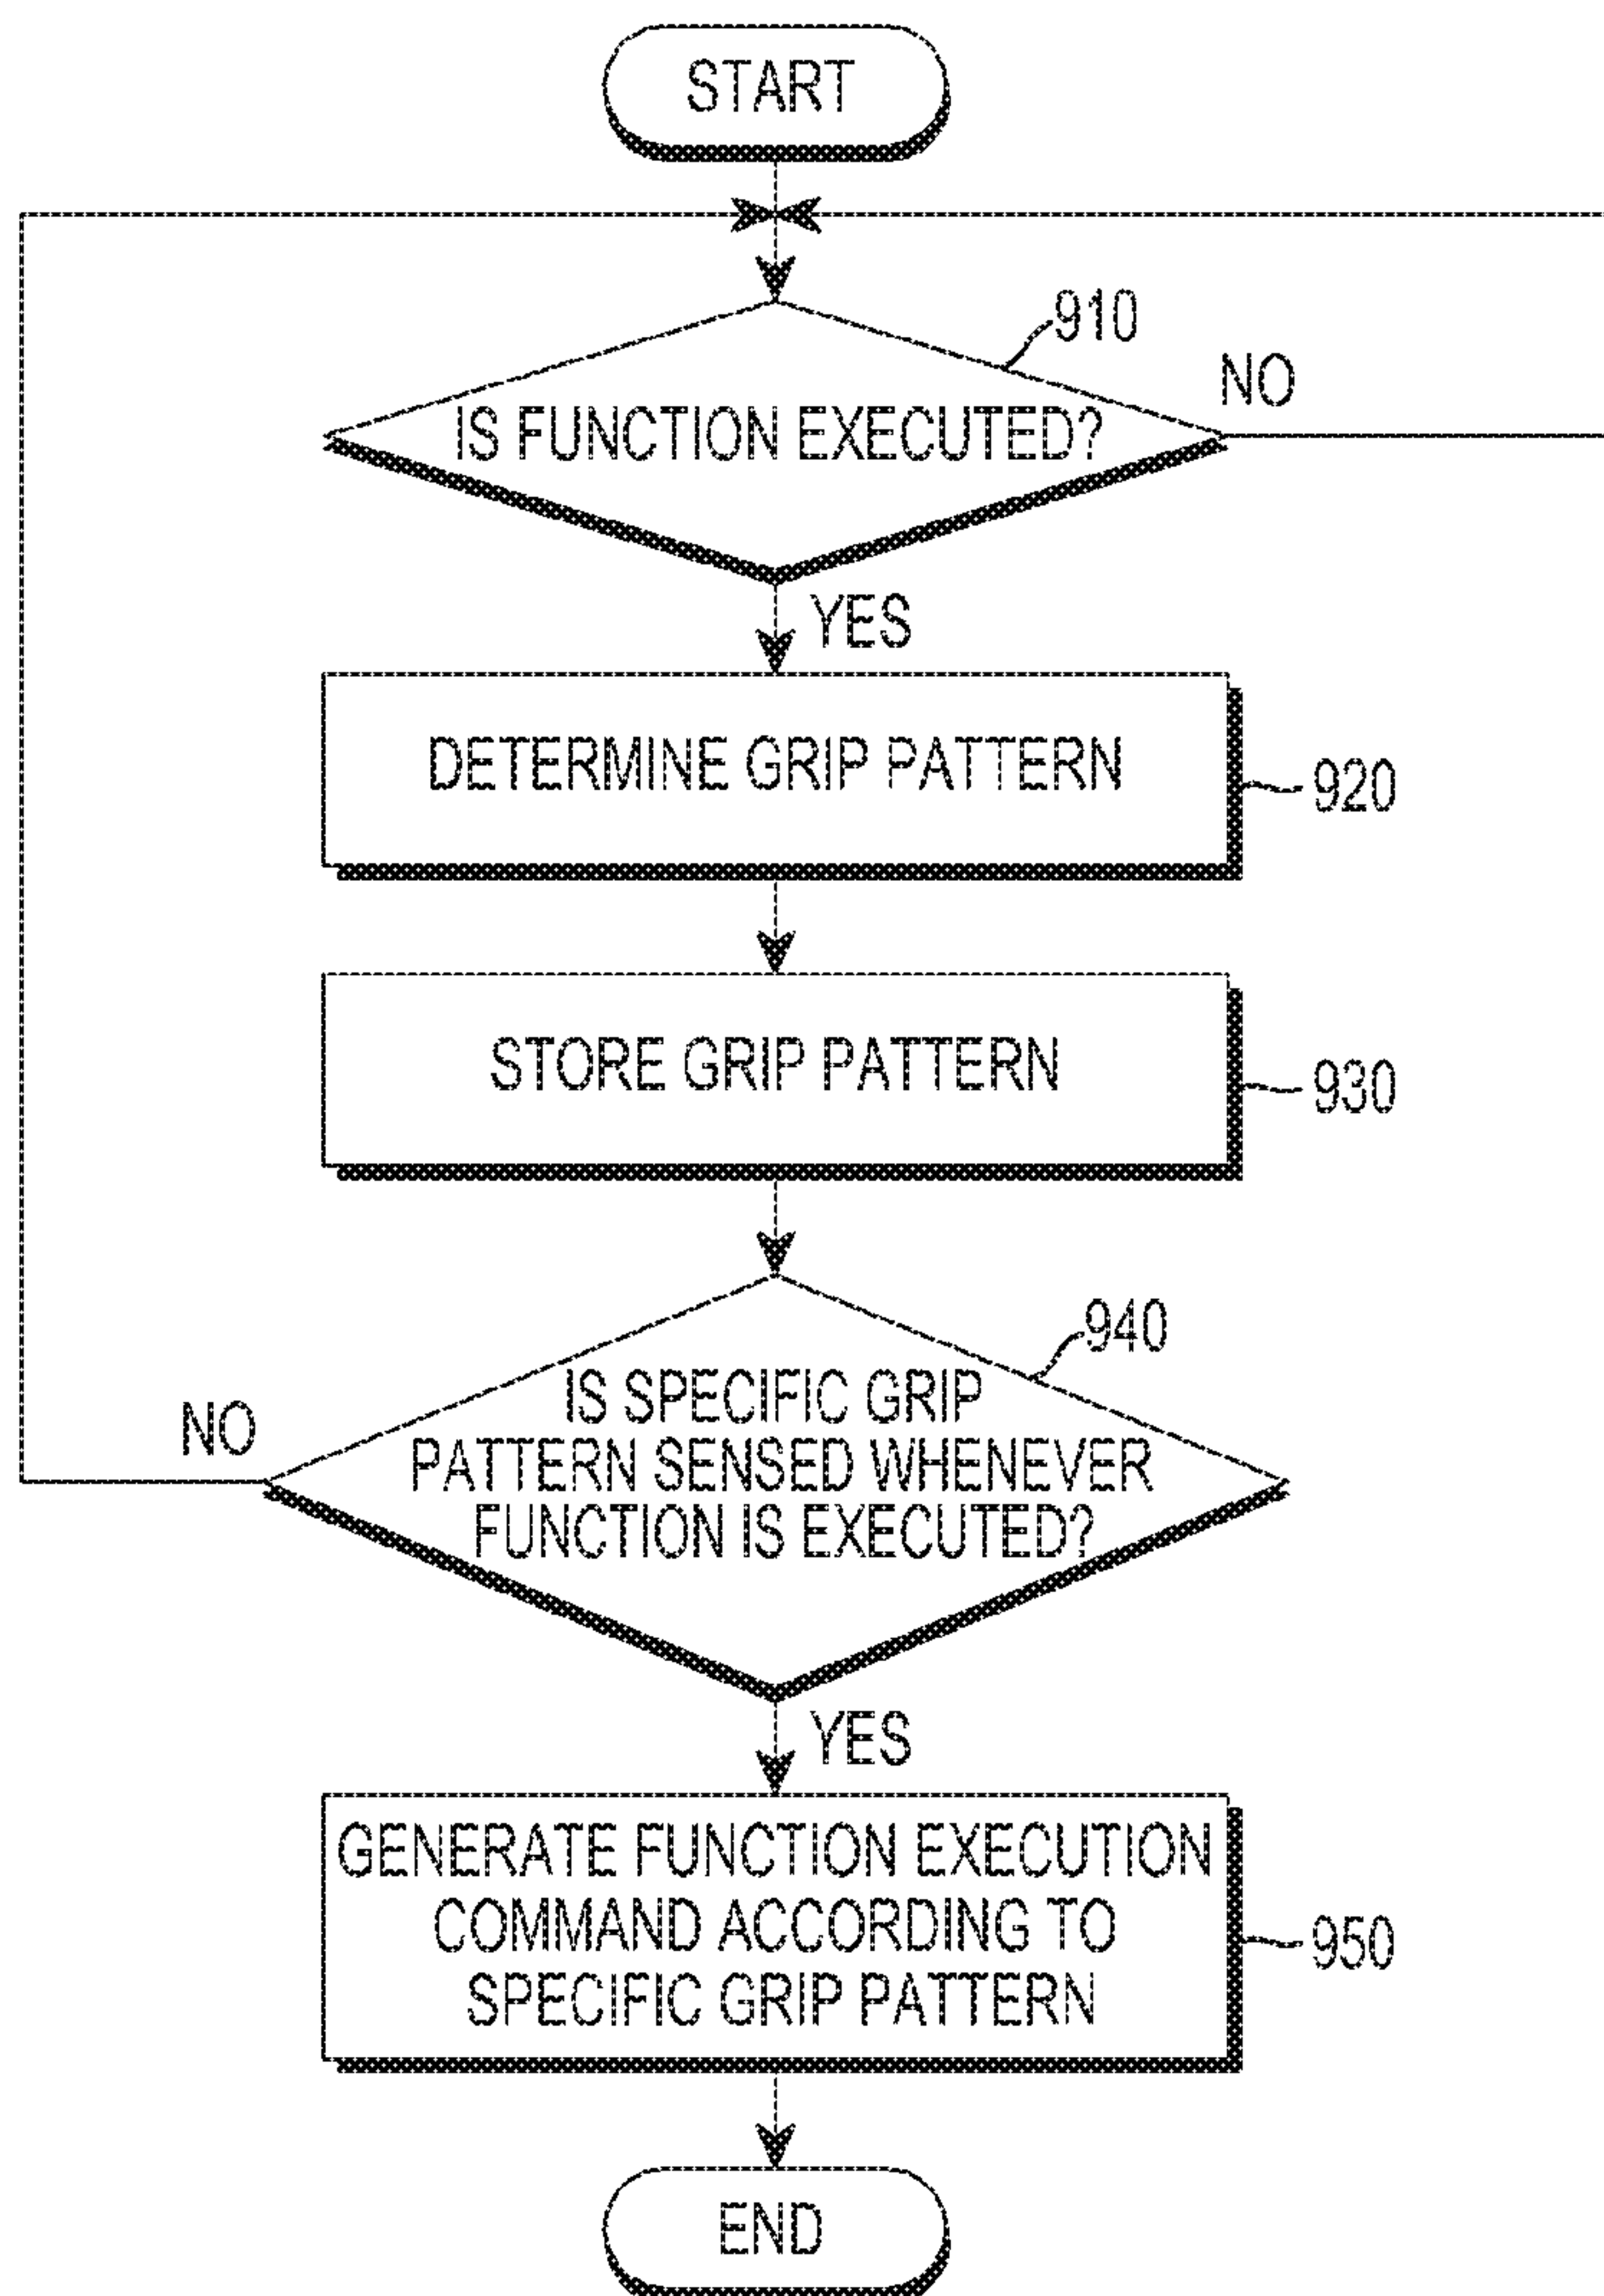 START
910
NO
IS FUNCTION EXECUTED?
YES
DETERMINE GRIP PATTERN
920
STORE GRIP PATTERN
930
940
IS SPECIFIC GRIP
PATTERN SENSED WHENEVER
FUNCTION IS EXECUTED?
NO
YES
GENERATE FUNCTION EXECUTION
COMMAND ACCORDING TO
SPECIFIC GRIP PATTERN
950
END